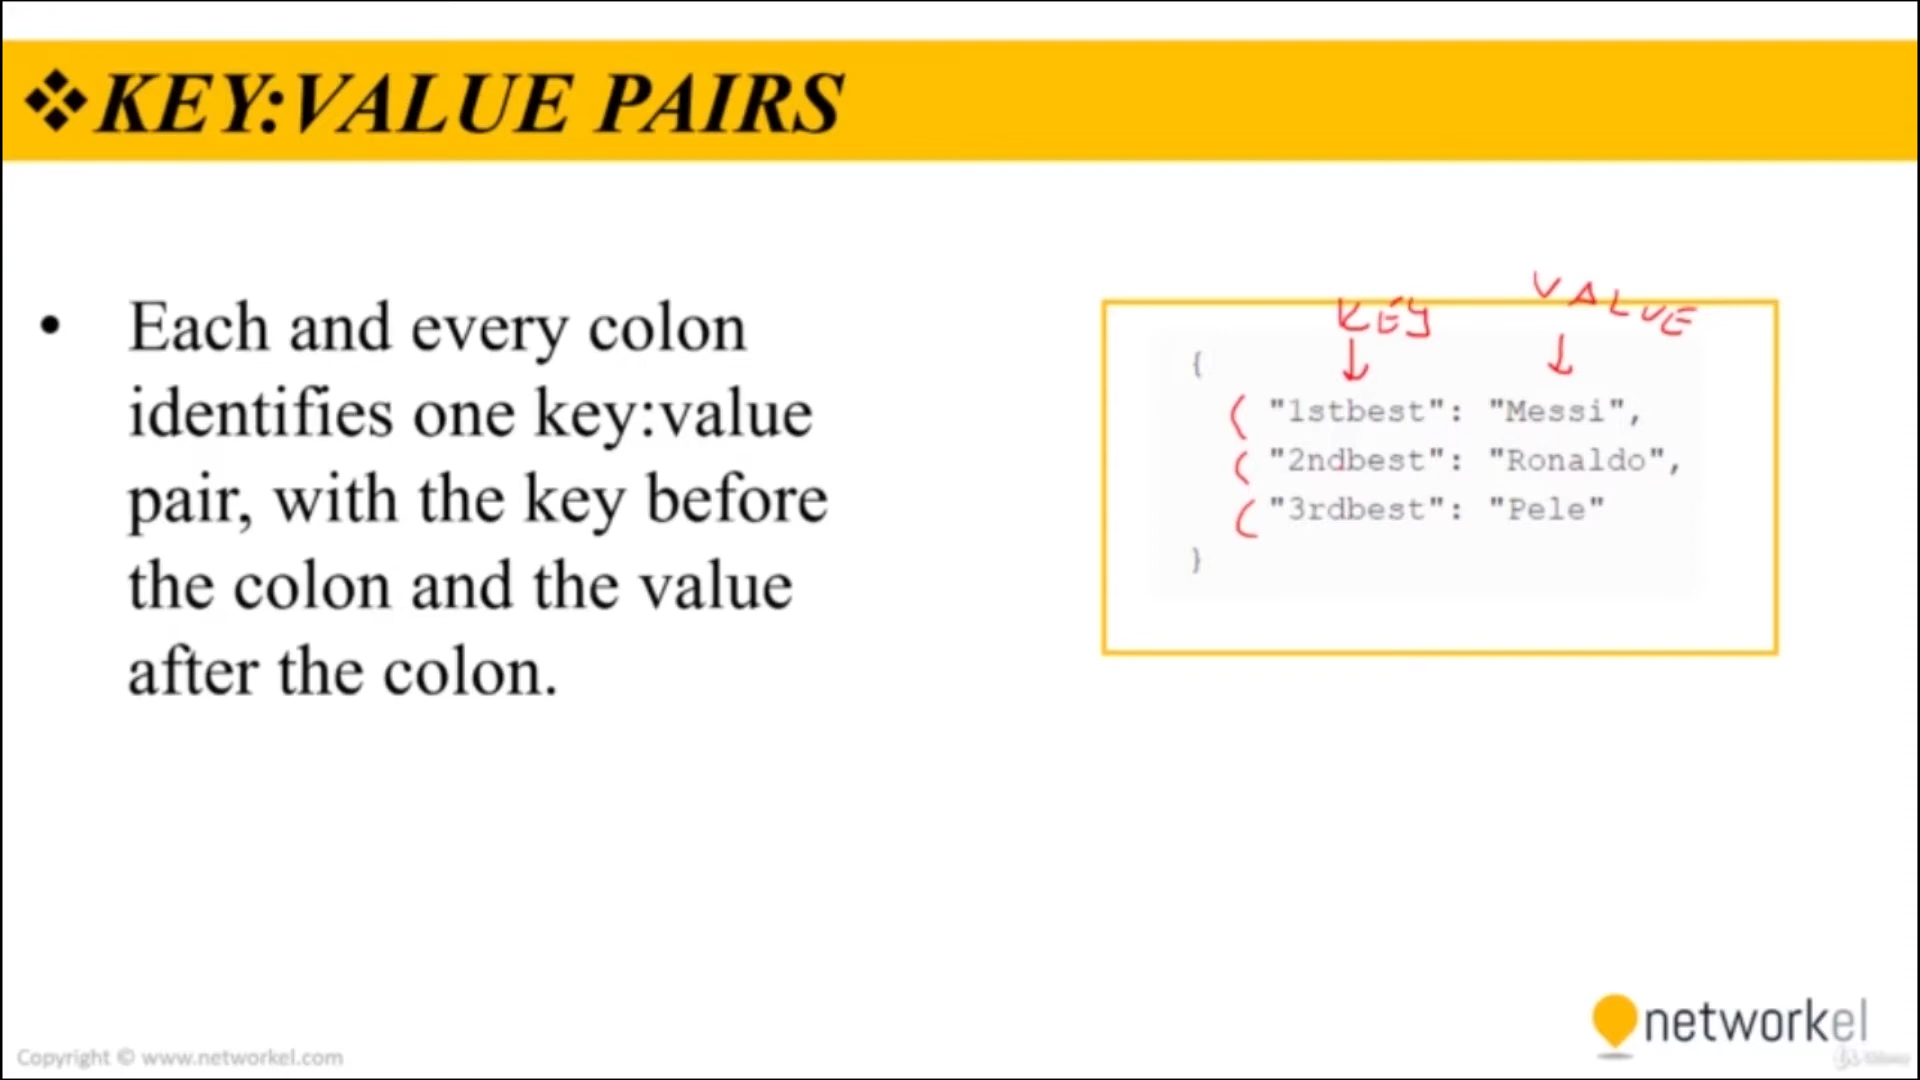 ❖KEY:VALUE PAIRS
• Each and every colon
identifies one key:value
pair, with the key before
the colon and the value
after the colon.
KEY VALUE
{
"1stbest": "Messi",
"2ndbest": "Ronaldo",
"3rdbest": "Pele"
}
networkel
Copyright © www.networkel.com